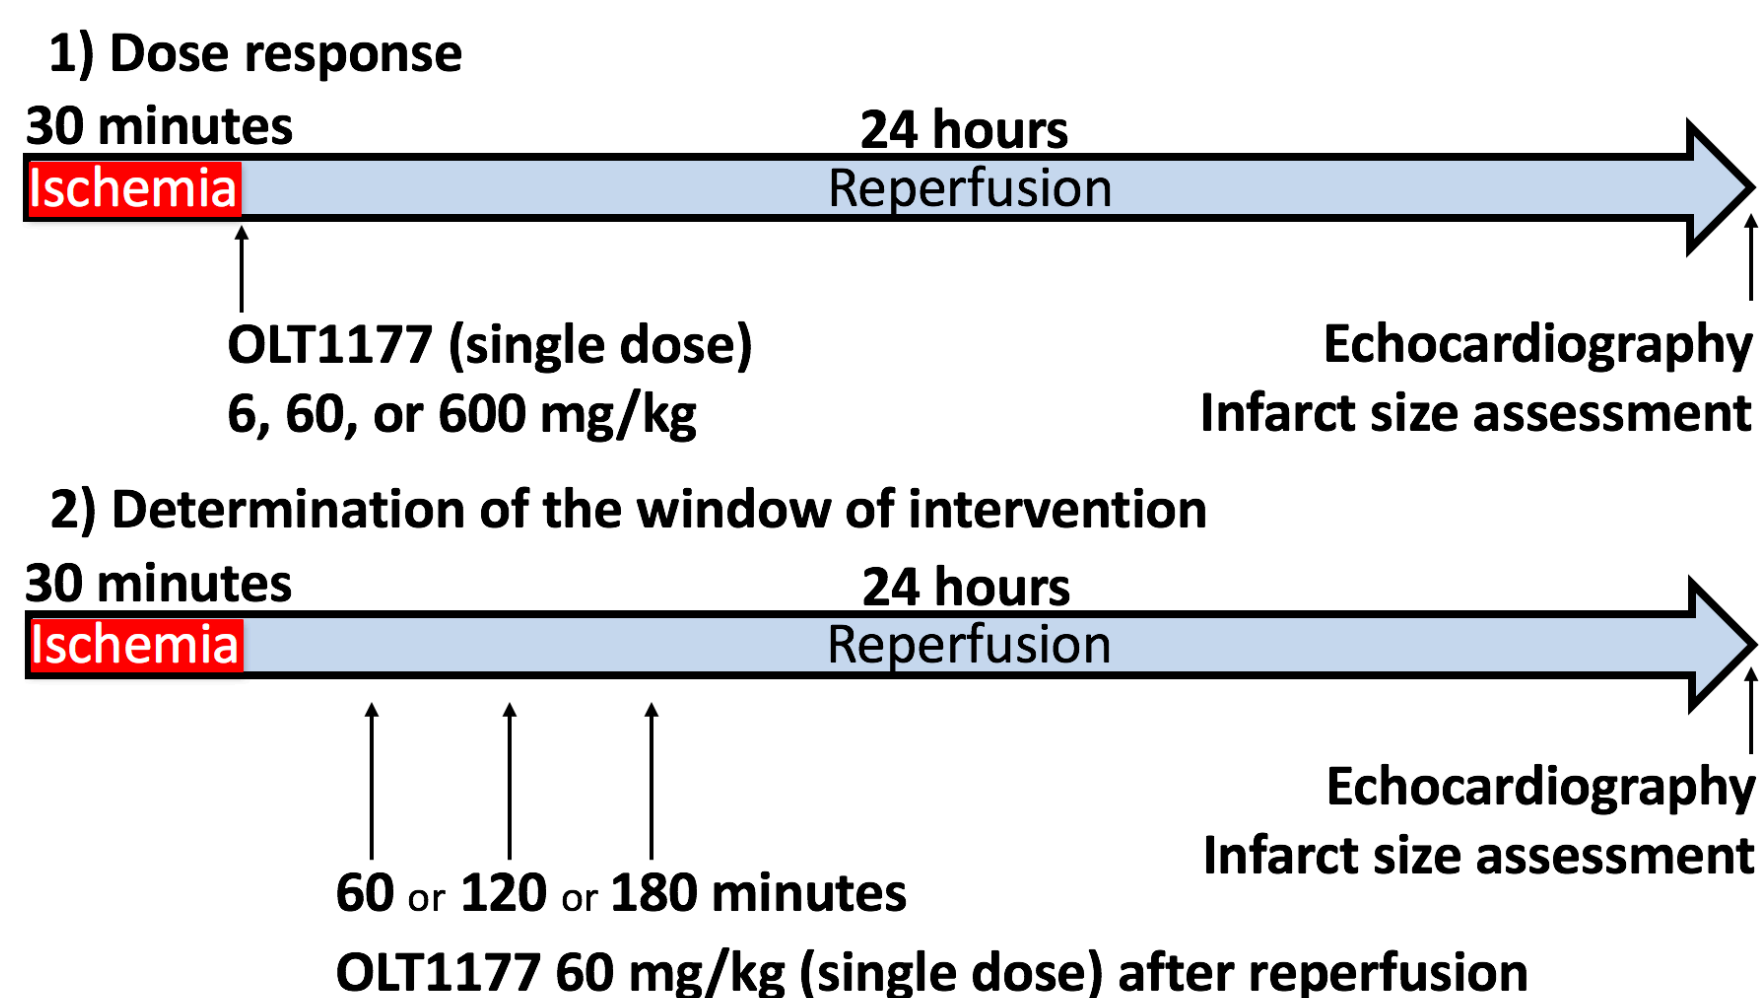 1) Dose response
30 minutes
24 hours
Ischemia
Reperfusion
OLT1177 (single dose)
6, 60, or 600 mg/kg
Echocardiography
Infarct size assessment
2) Determination of the window of intervention
30 minutes
24 hours
Ischemia
Reperfusion
Echocardiography
Infarct size assessment
60 or 120 or 180 minutes
OLT1177 60 mg/kg (single dose) after reperfusion